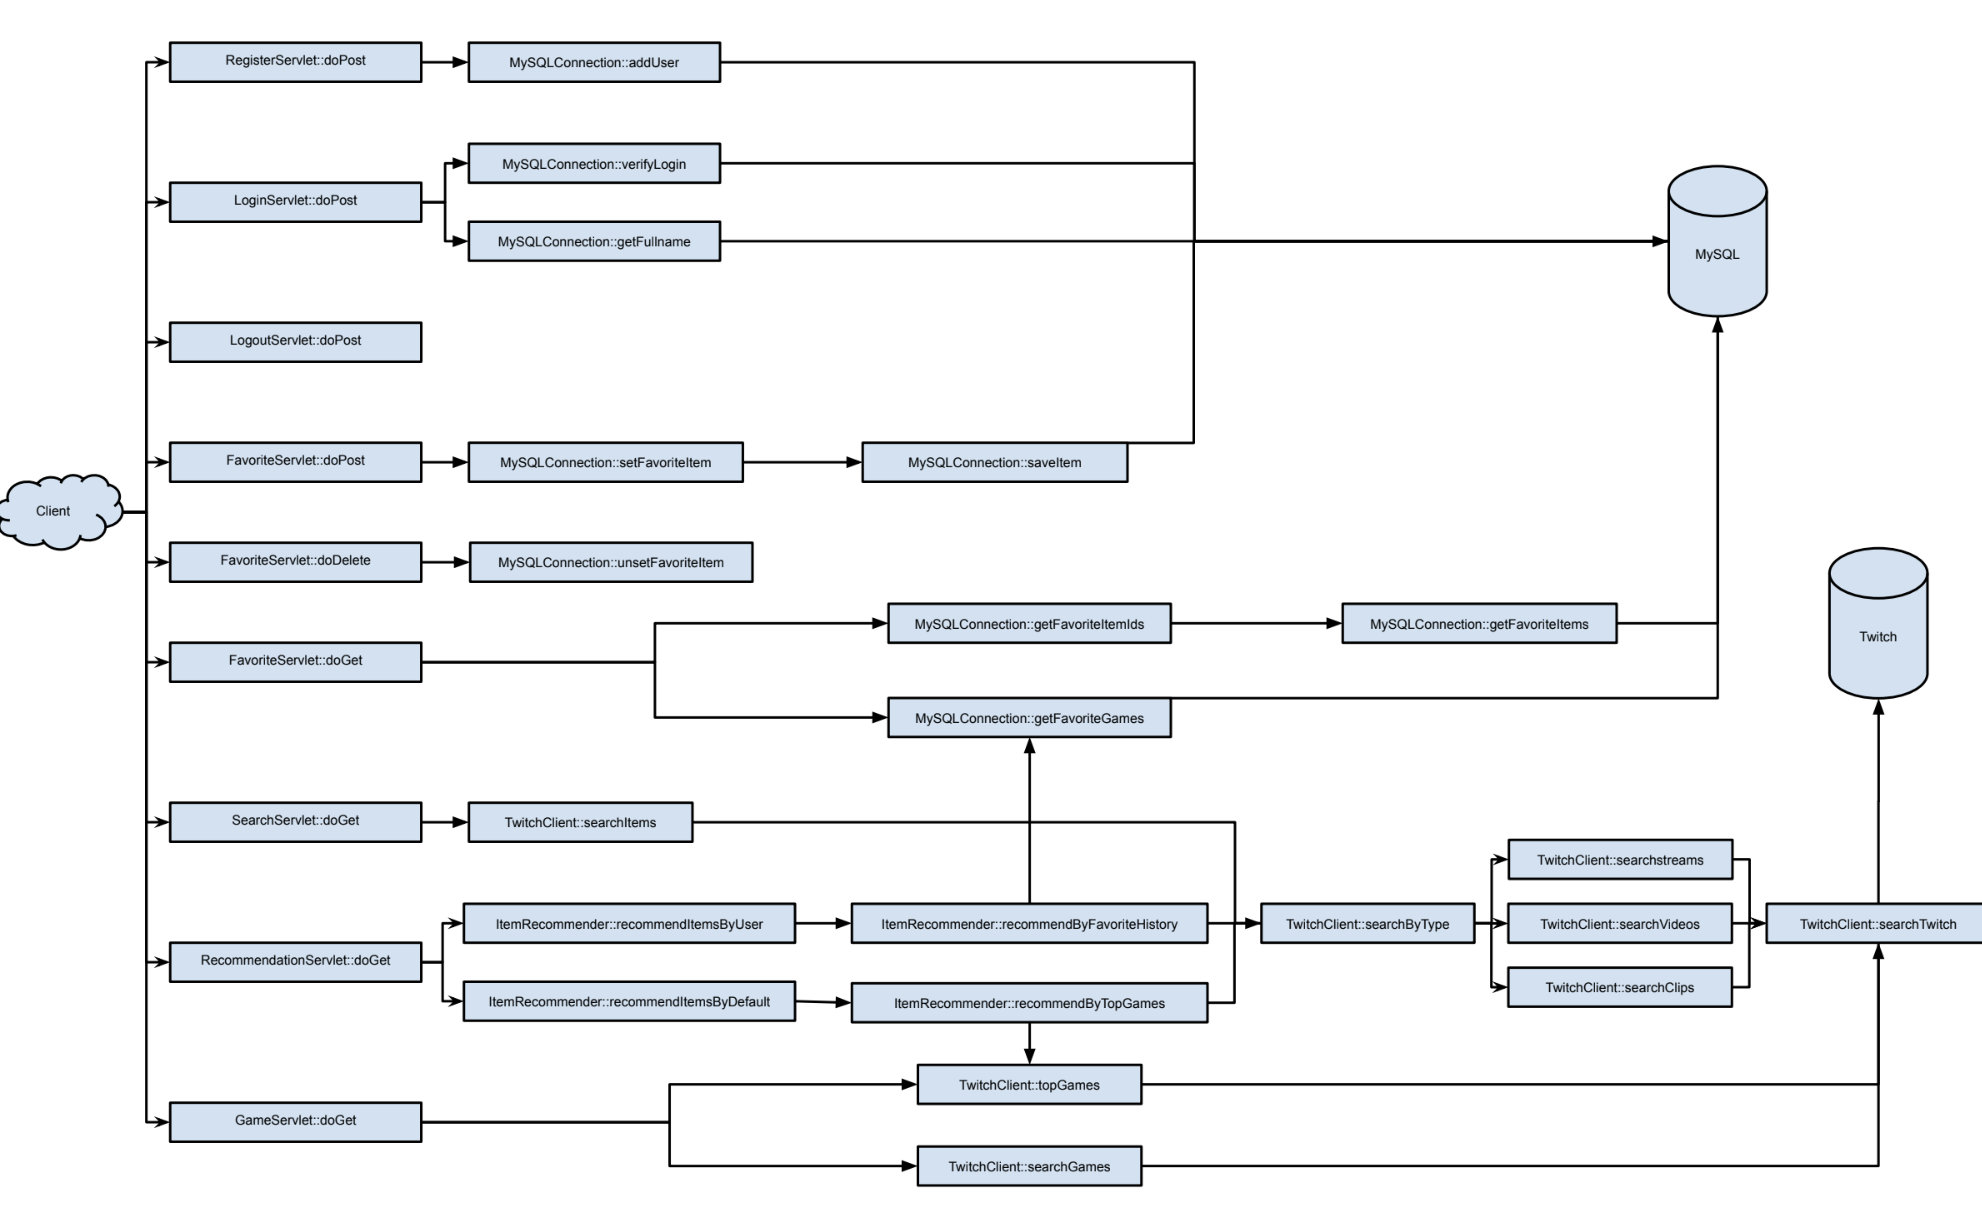 RegisterServlet::doPost
MySQLConnection::addUser
MySQLConnection::verifyLogin
LoginServlet::doPost
MySQLConnection::getFullname
MySQL
LogoutServlet::doPost
FavoriteServlet::doPost
MySQLConnection::setFavoriteItem
MySQLConnection::saveItem
Client
FavoriteServlet::doDelete
MySQLConnection::unsetFavoriteItem
MySQLConnection::getFavoriteItemIds
MySQLConnection::getFavoriteItems
Twitch
FavoriteServlet::doGet
MySQLConnection::getFavoriteGames
SearchServlet::doGet
TwitchClient::searchItems
TwitchClient::searchstreams
ItemRecommender::recommendItemsByUser
ItemRecommender::recommendByFavoriteHistory
TwitchClient::searchByType
TwitchClient::searchVideos
TwitchClient::searchTwitch
RecommendationServlet::doGet
TwitchClient::searchClips
ItemRecommender::recommendItemsByDefault
ItemRecommender::recommendByTopGames
TwitchClient::topGames
GameServlet::doGet
TwitchClient::searchGames